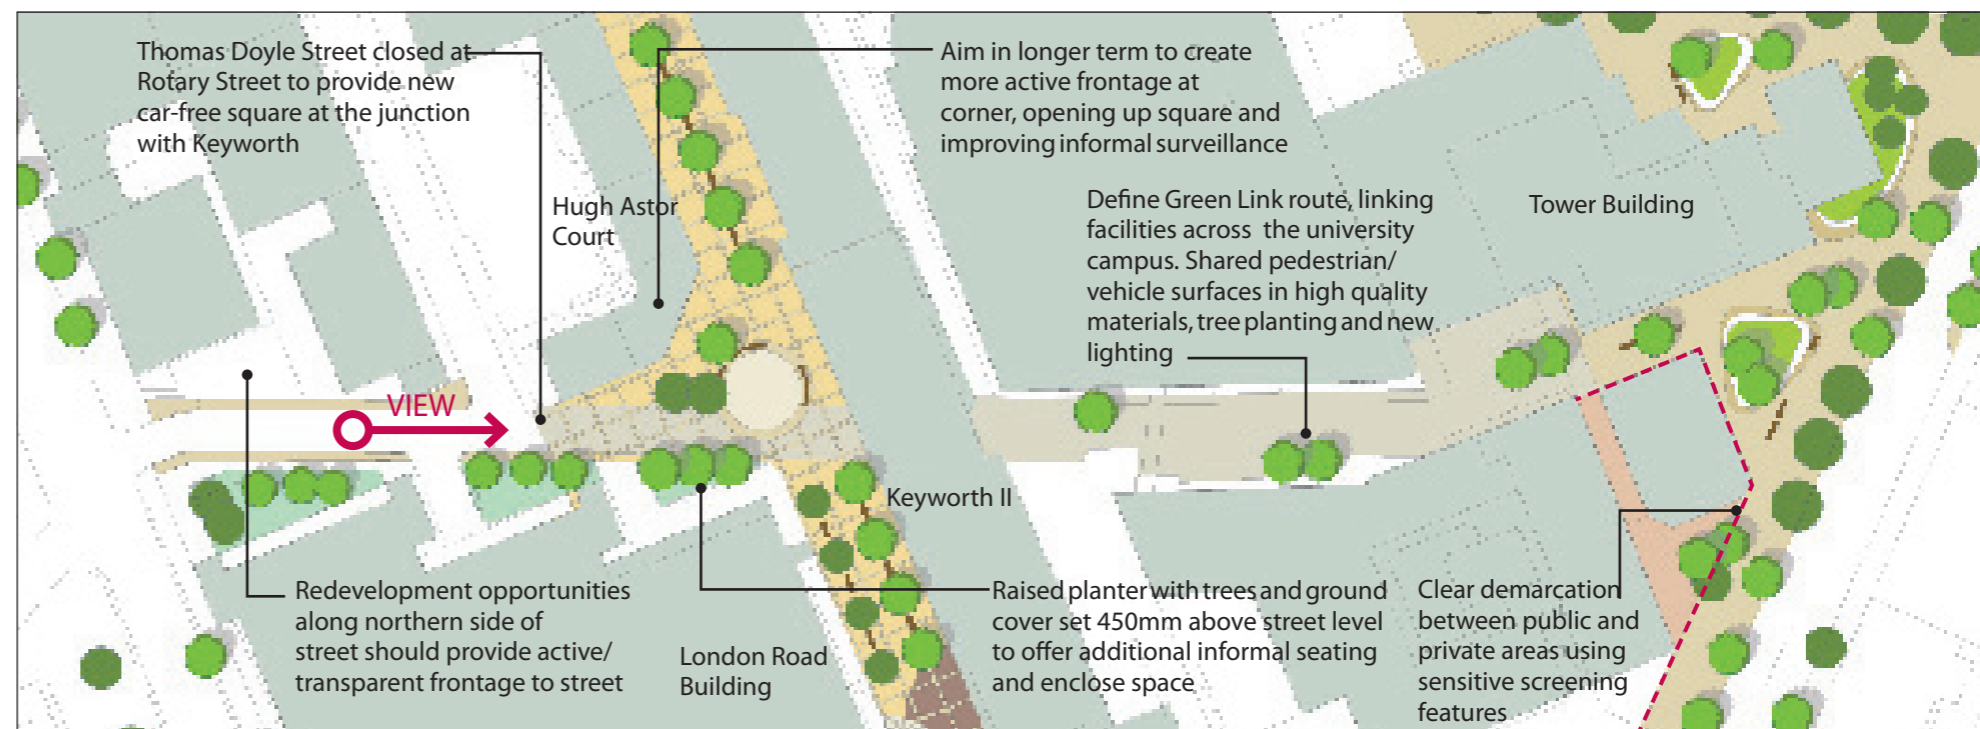 Thomas Doyle Street closed at
Rotary Street to provide new
car-free square at the junction
with Keyworth
Aim in longer term to create
more active frontage at
corner, opening up square and
improving informal surveillance
Hugh Astor
Court
Define Green Link route, linking
facilities across the university
campus. Shared pedestrian/
vehicle surfaces in high quality
materials, tree planting and new
lighting
Tower Building
VIEW
Keyworth II
Redevelopment opportunities
along northern side of
street should provide active/
transparent frontage to street
London Road
Building
Raised planter with trees and ground
cover set 450mm above street level
to offer additional informal seating
and enclose space
Clear demarcation
between public and
private areas using
sensitive screening
features